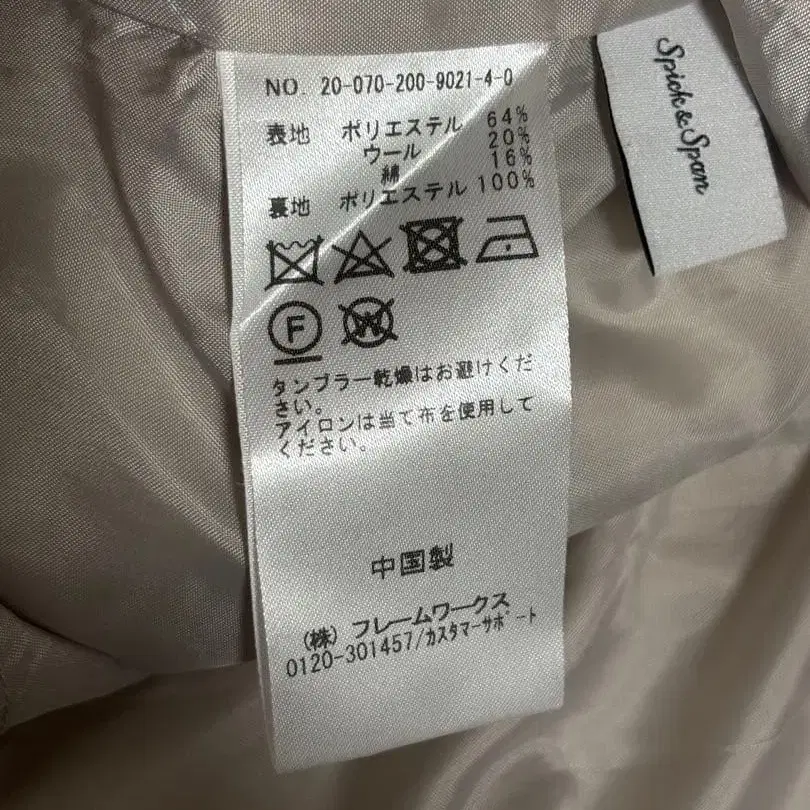 NO. 20-070-200-9021-4-0
表地 ポリエステル 64%
ウール 20%
綿 16%
裏地 ポリエステル 100%
F W
タンブラー乾燥はお避けくだ
さい。
アイロンは当て布を使用して
ください。
中国製
(株) フレームワークス
0120-301457/カスタマーサポート
Spick & Span